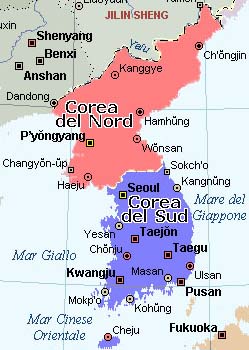 JILIN SHENG
Shenyang
Benxi
Anshan
Yalu
Ch'ŏngjin
Kanggye
Dandong
Corea
del Nord
Hamhŭng
P'yŏngyang
Wŏnsan
Changyŏn-ŭp
Haeju
Sokch'o
Seoul
Kangnŭng
Corea
del Sud
Mare del
Giappone
Yesan
Taejŏn
Mar Giallo
Chŏnju
Taegu
Kwangju
Masan
Ulsan
Pusan
Mokp'o
Kohŭng
Mar Cinese
Orientale
Cheju
Fukuoka